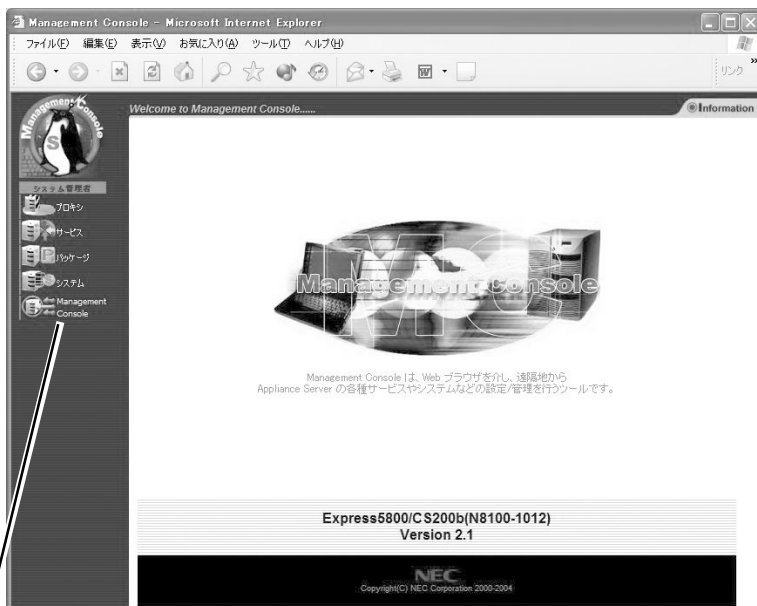 Management Console - Microsoft Internet Explorer
ファイル(F) 編集(E) 表示(V) お気に入り(A) ツール(T) ヘルプ(H)
リンク
Management Console
S
Welcome to Management Console......
Information
システム管理者
プロキシ
サービス
パッケージ
システム
Management
Console
MC
Management Console
Management Console は、Web ブラウザを介し、遠隔地から
Appliance Server の各種サービスやシステムなどの設定/管理を行うツールです。
Express5800/CS200b(N8100-1012)
Version 2.1
NEC
Copyright(C) NEC Corporation 2000-2004